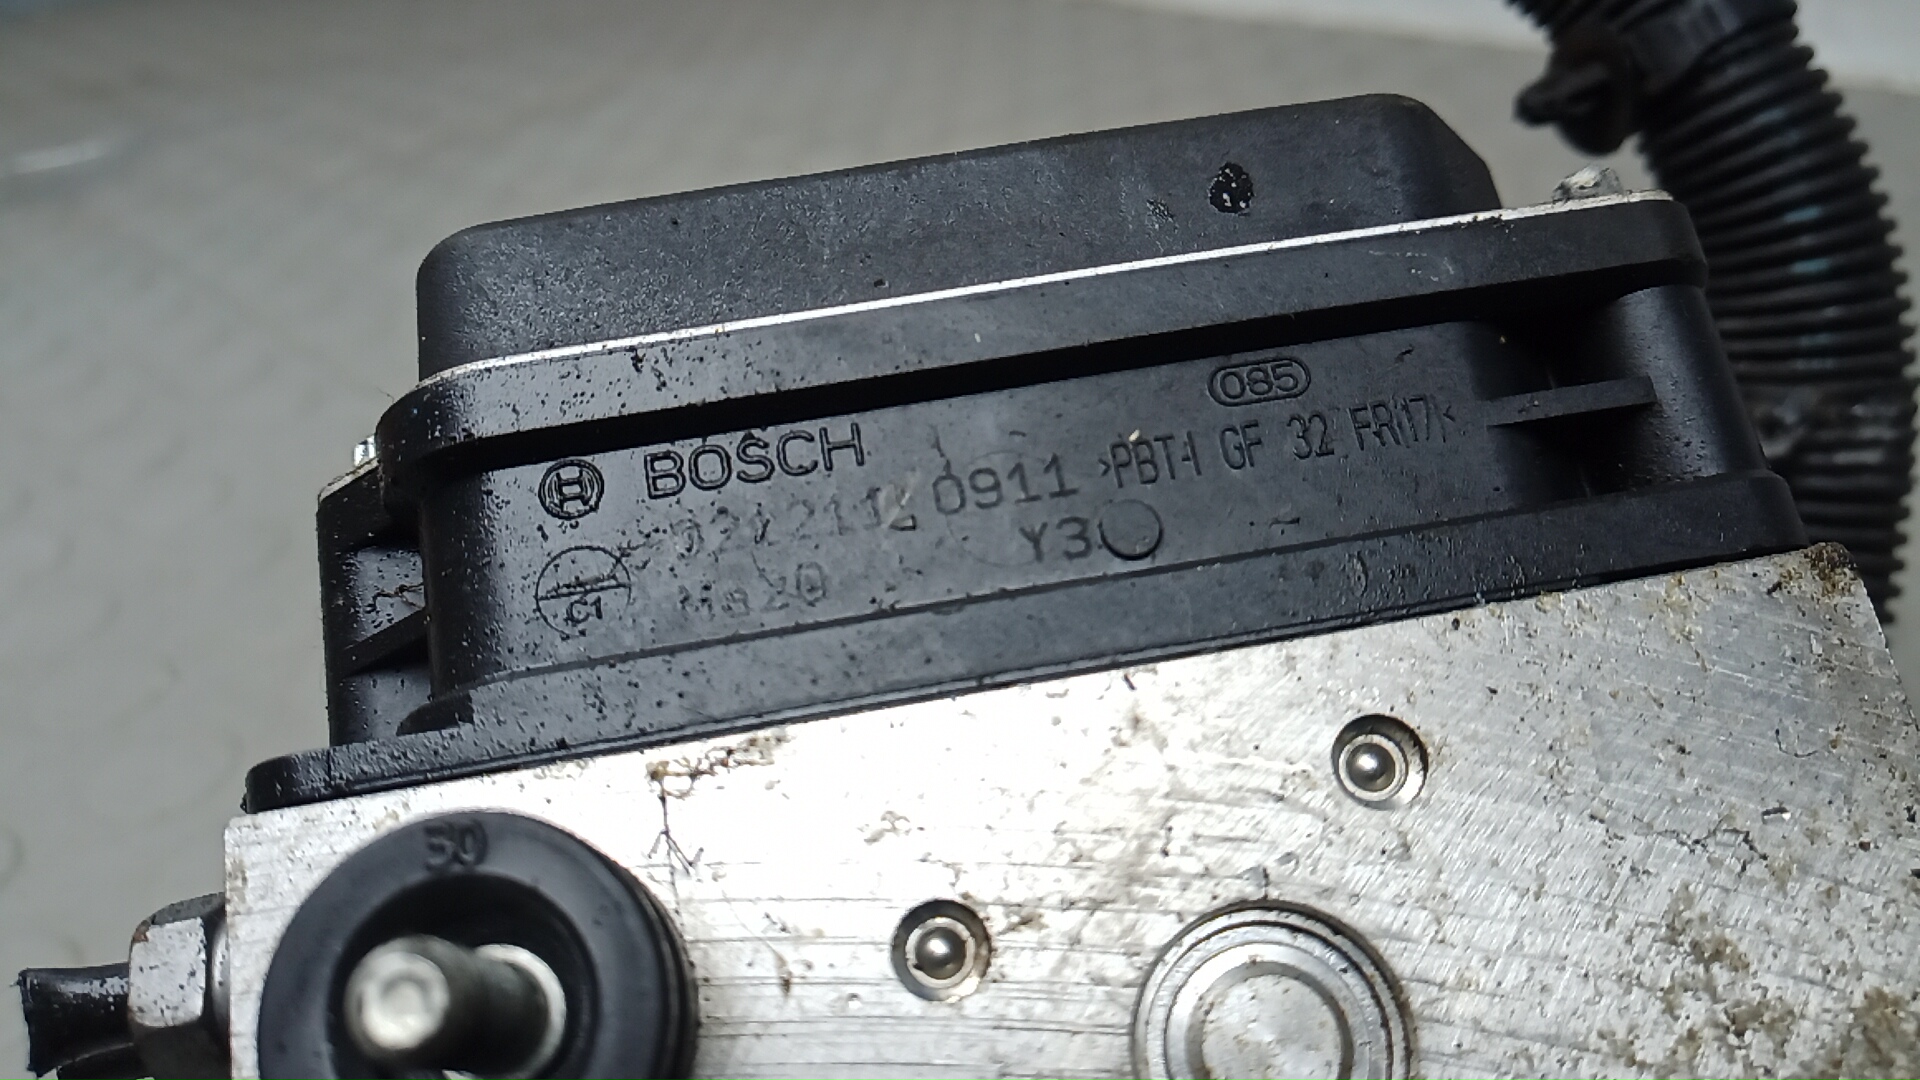 085
BOSCH
0911 >PBT-I GF 32 FR(17)<
Y3
C1
30